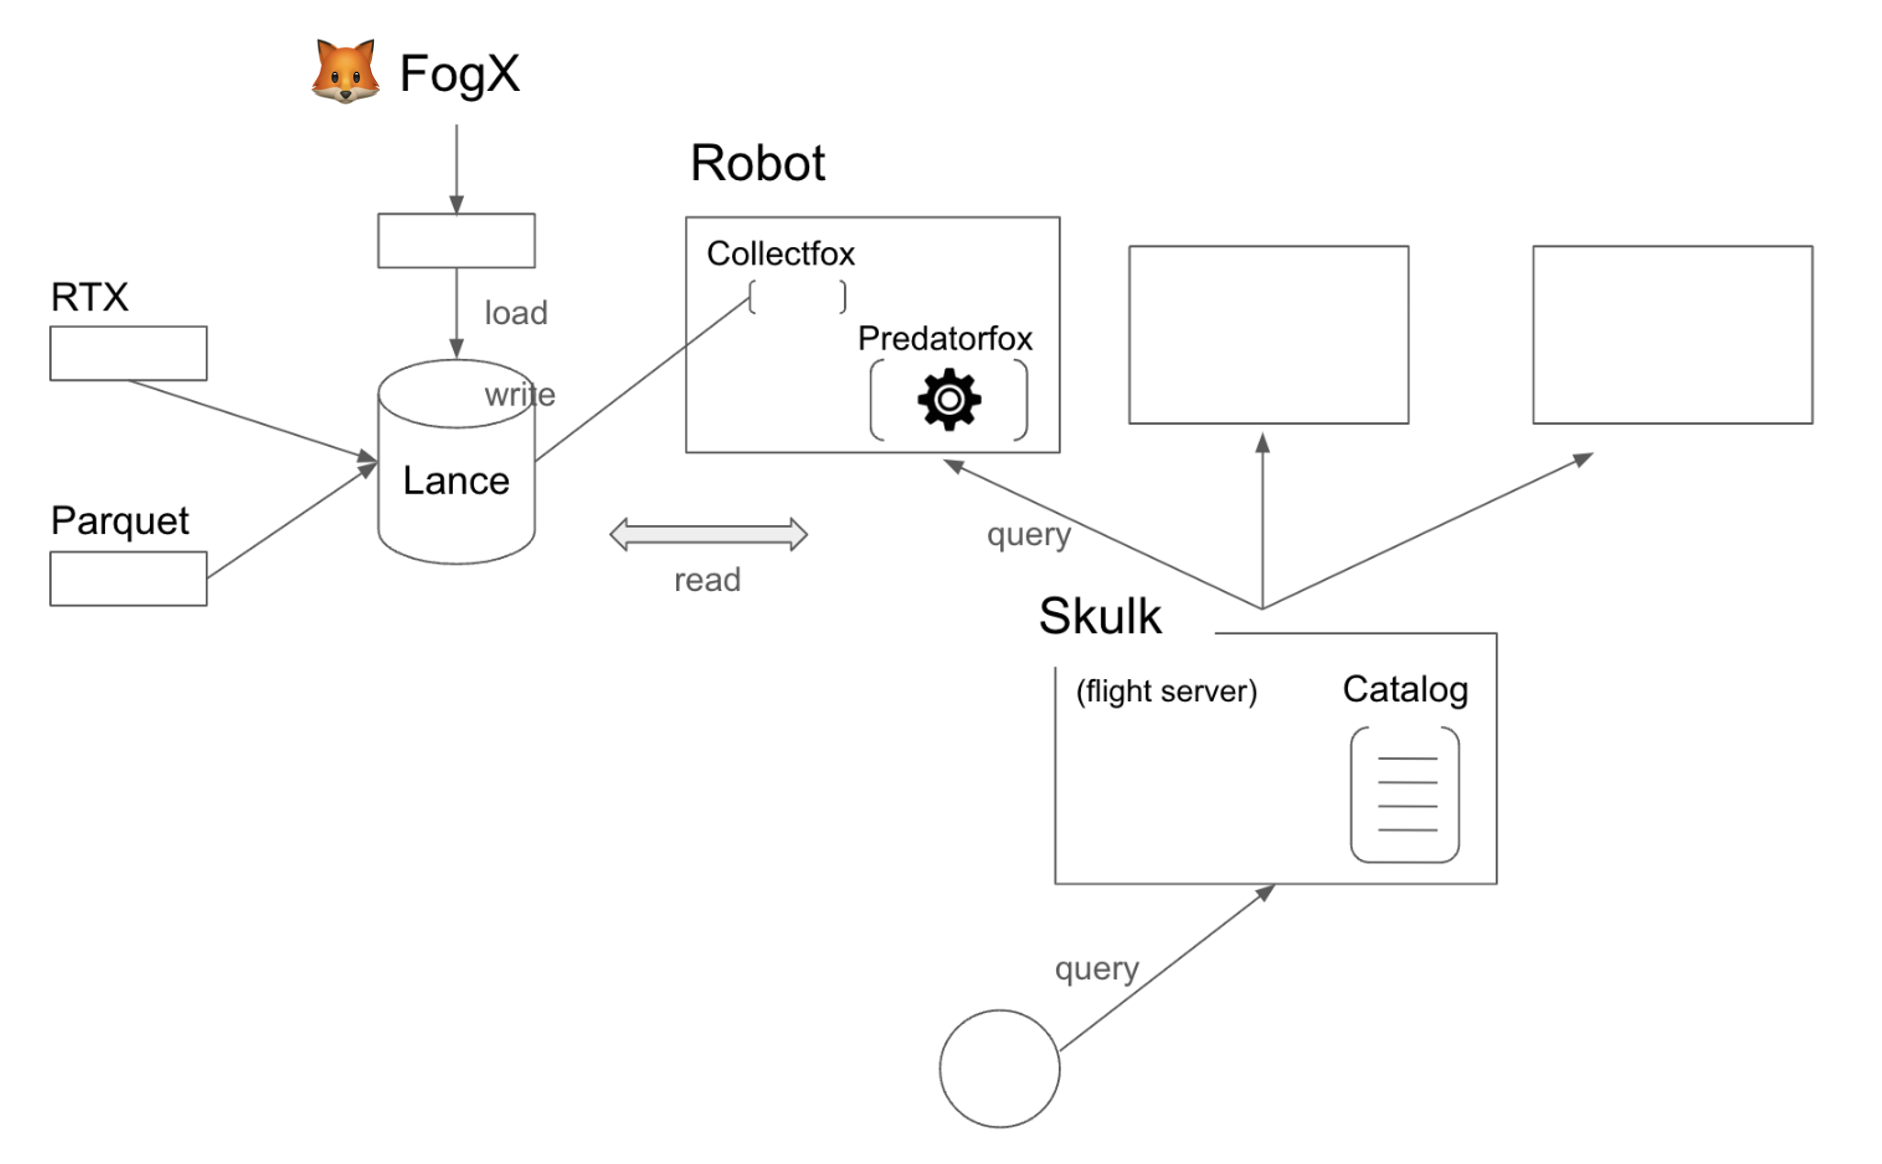 FogX
Robot
Collectfox
RTX
load
Predatorfox
write
Lance
Parquet
query
read
Skulk
(flight server)
Catalog
query